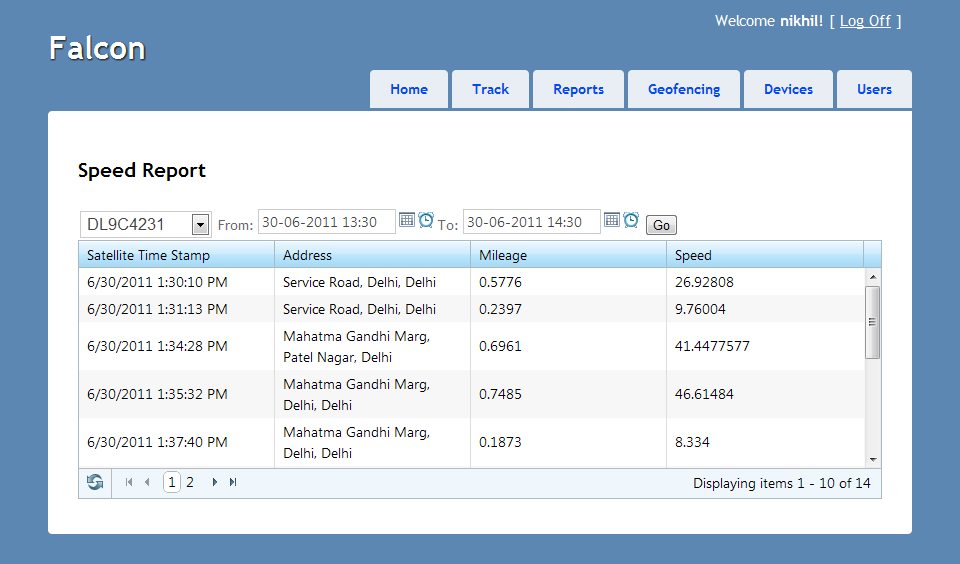 Welcome nikhil! [ Log Off ]
Falcon
Home Track Reports Geofencing Devices Users
Speed Report
DL9C4231 From: 30-06-2011 13:30 To: 30-06-2011 14:30 Go
Satellite Time Stamp Address Mileage Speed
6/30/2011 1:30:10 PM Service Road, Delhi, Delhi 0.5776 26.92808
6/30/2011 1:31:13 PM Service Road, Delhi, Delhi 0.2397 9.76004
6/30/2011 1:34:28 PM Mahatma Gandhi Marg, 0.6961 41.4477577
Patel Nagar, Delhi
6/30/2011 1:35:32 PM Mahatma Gandhi Marg, 0.7485 46.61484
Delhi, Delhi
6/30/2011 1:37:40 PM Mahatma Gandhi Marg, 0.1873 8.334
Delhi, Delhi
1 2 Displaying items 1 - 10 of 14